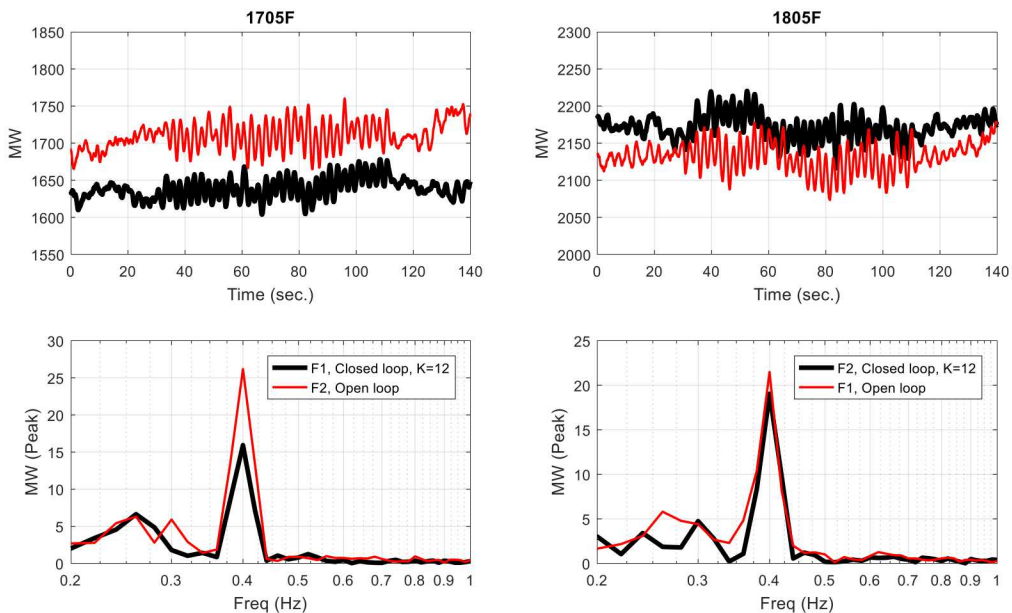 1705F
1850
1800
1750
1700
1650
1600
1550
MW
0 20 40 60 80 100 120 140
Time (sec.)
1805F
2300
2250
2200
2150
2100
2050
2000
MW
0 20 40 60 80 100 120 140
Time (sec.)
30
25
20
15
10
5
0
MW (Peak)
F1, Closed loop, K=12
F2, Open loop
0.2 0.3 0.4 0.5 0.6 0.7 0.8 0.9 1
Freq (Hz)
25
20
15
10
5
0
MW (Peak)
F2, Closed loop, K=12
F1, Open loop
0.2 0.3 0.4 0.5 0.6 0.7 0.8 0.9 1
Freq (Hz)